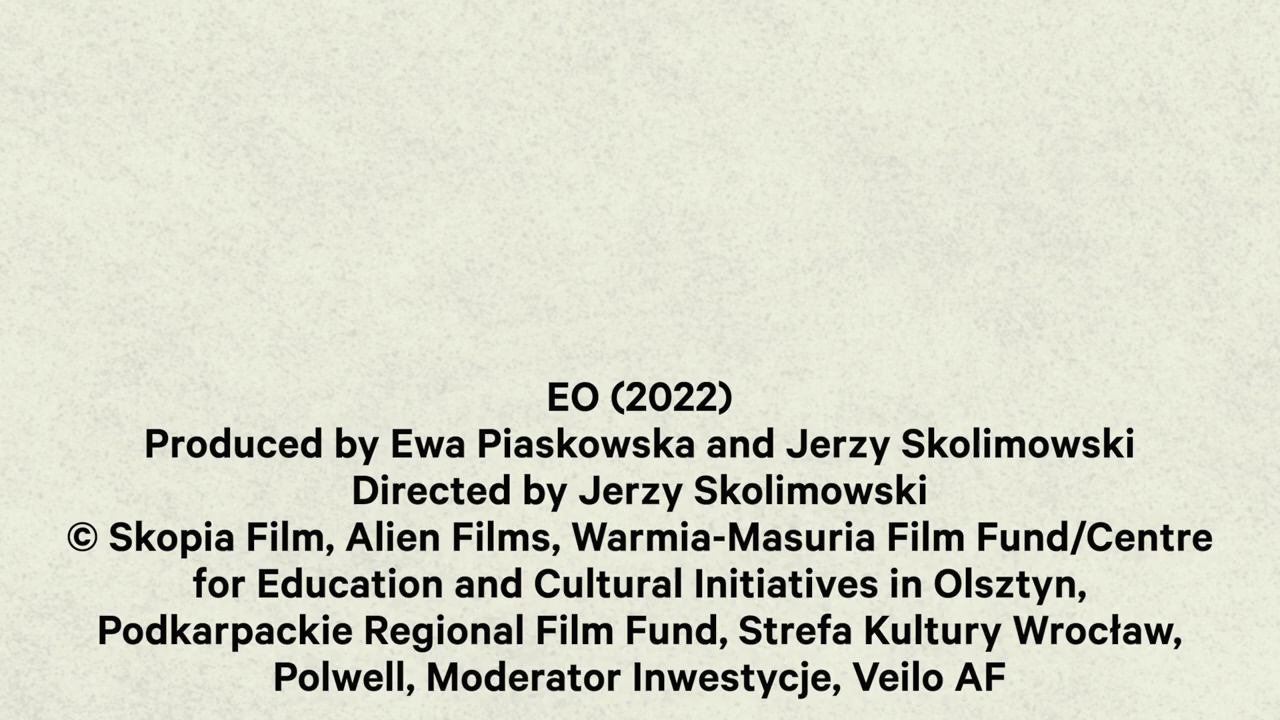 EO (2022)
Produced by Ewa Piaskowska and Jerzy Skolimowski
Directed by Jerzy Skolimowski
© Skopia Film, Alien Films, Warmia-Masuria Film Fund/Centre
for Education and Cultural Initiatives in Olsztyn,
Podkarpackie Regional Film Fund, Strefa Kultury Wrocław,
Polwell, Moderator Inwestycje, Veilo AF